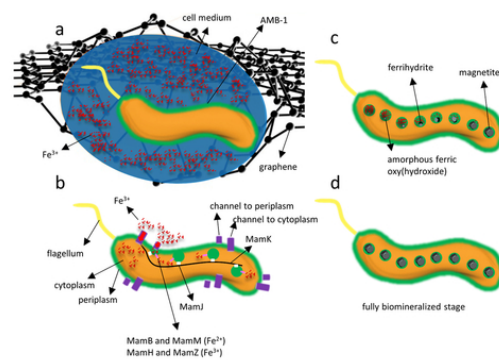 a
cell medium
AMB-1
Fe³⁺
graphene
b
Fe³⁺
channel to periplasm
channel to cytoplasm
MamK
flagellum
cytoplasm
periplasm
MamJ
MamB and MamM (Fe²⁺)
MamH and MamZ (Fe³⁺)
c
ferrihydrite
magnetite
amorphous ferric
oxy(hydroxide)
d
fully biomineralized stage